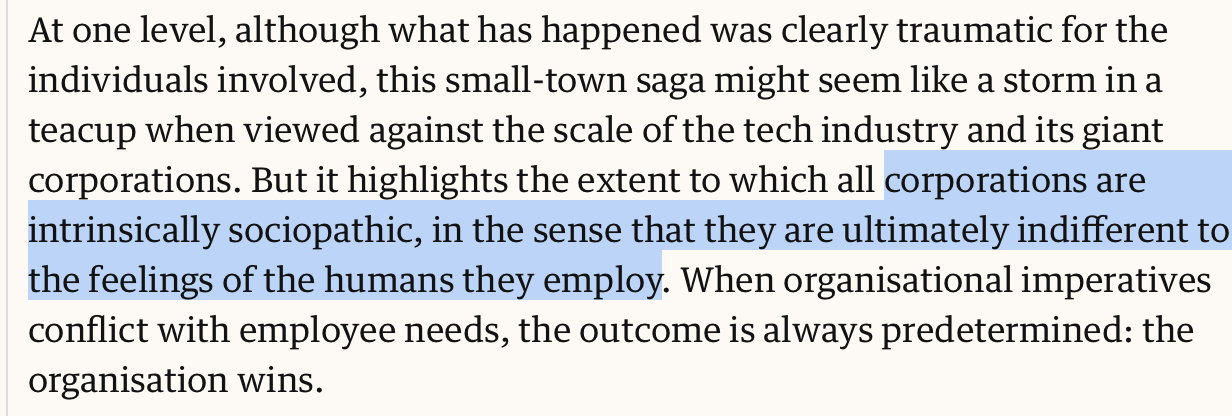 At one level, although what has happened was clearly traumatic for the
individuals involved, this small-town saga might seem like a storm in a
teacup when viewed against the scale of the tech industry and its giant
corporations. But it highlights the extent to which all corporations are
intrinsically sociopathic, in the sense that they are ultimately indifferent to
the feelings of the humans they employ. When organisational imperatives
conflict with employee needs, the outcome is always predetermined: the
organisation wins.